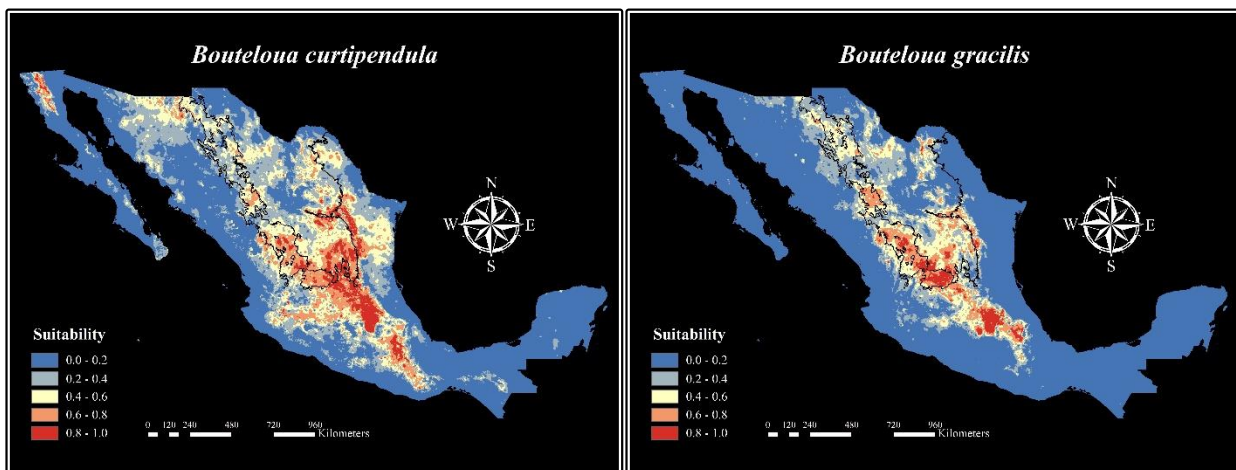 Bouteloua curtipendula
N
W E
S
Suitability
0.0 - 0.2
0.2 - 0.4
0.4 - 0.6
0.6 - 0.8
0.8 - 1.0
0 120 240 480 720 960
Kilometers
Bouteloua gracilis
N
W E
S
Suitability
0.0 - 0.2
0.2 - 0.4
0.4 - 0.6
0.6 - 0.8
0.8 - 1.0
0 120 240 480 720 960
Kilometers